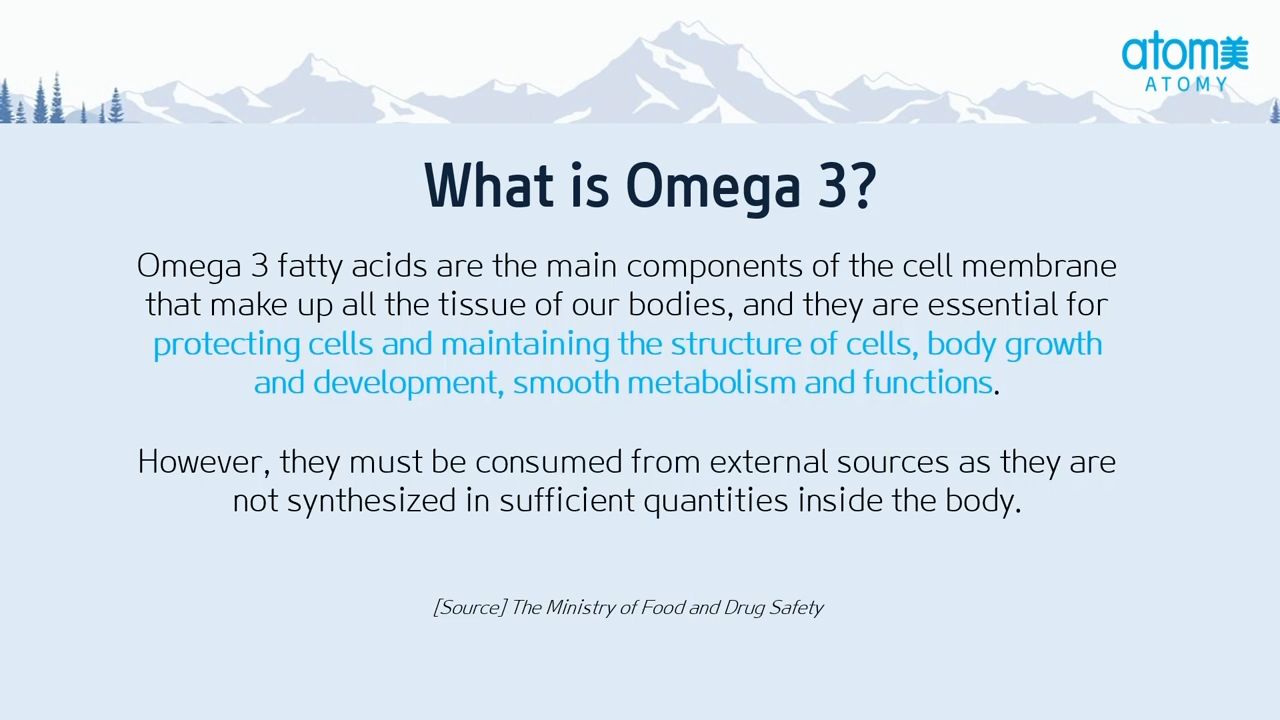 atom美
ATOMY
What is Omega 3?
Omega 3 fatty acids are the main components of the cell membrane
that make up all the tissue of our bodies, and they are essential for
protecting cells and maintaining the structure of cells, body growth
and development, smooth metabolism and functions.
However, they must be consumed from external sources as they are
not synthesized in sufficient quantities inside the body.
[Source] The Ministry of Food and Drug Safety